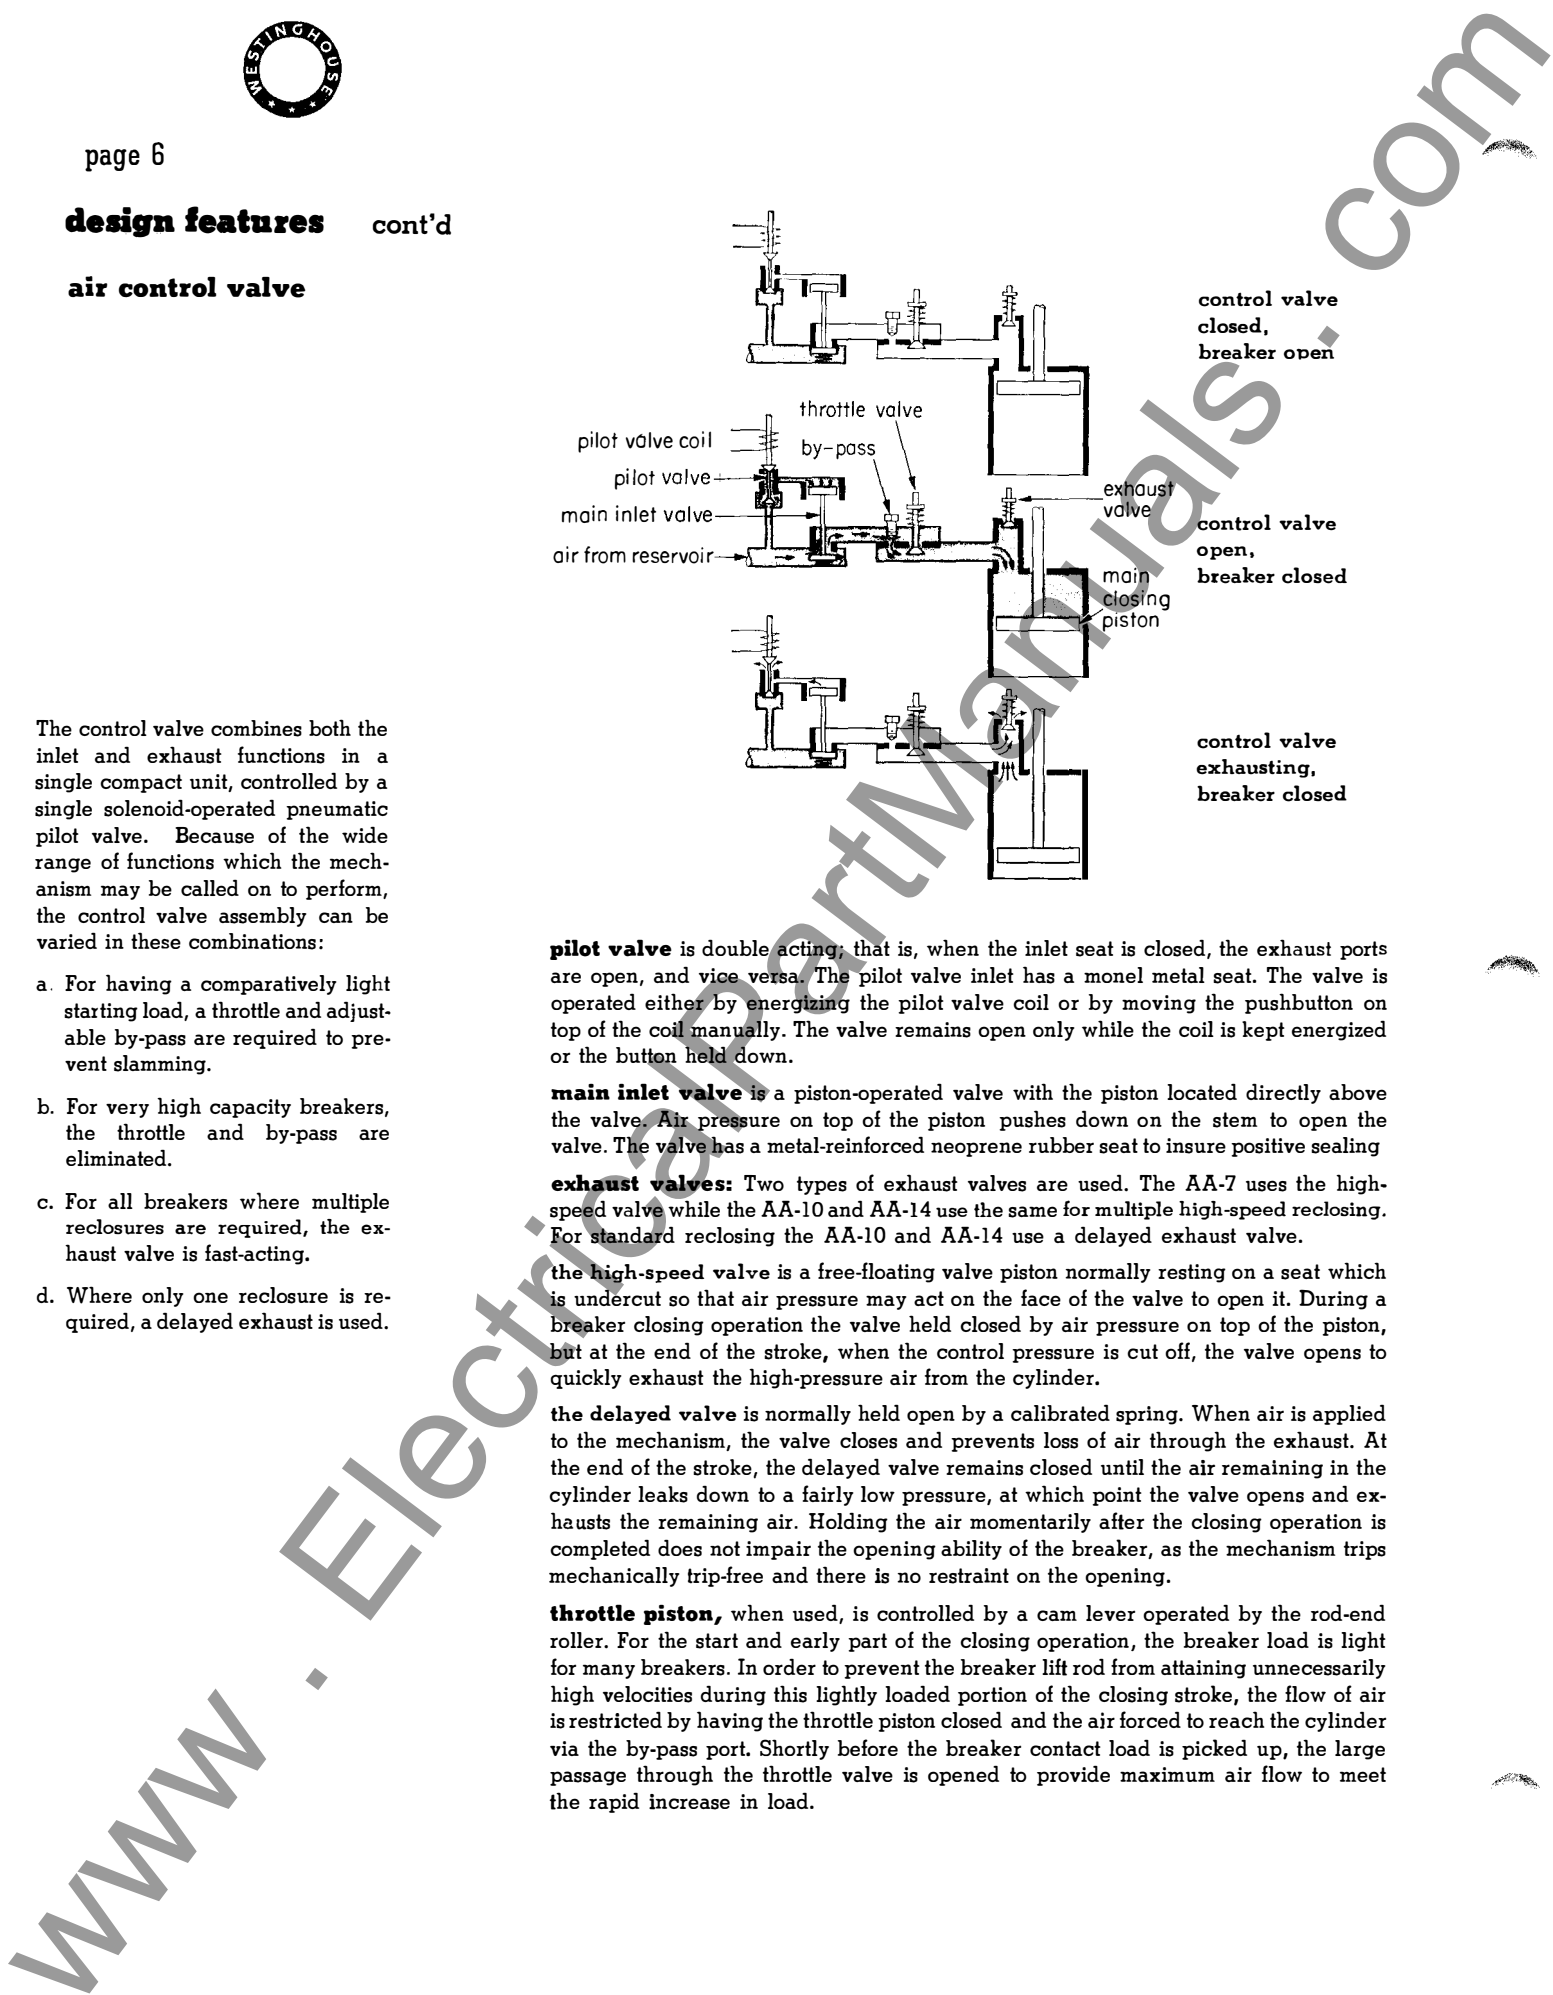 WESTINGHOUSE
page 6
design features cont'd
air control valve
control valve
closed,
breaker open
throttle valve
pilot valve coil
by-pass
pilot valve
exhaust
valve
main inlet valve
control valve
open,
breaker closed
air from reservoir
main
closing
piston
control valve
exhausting,
breaker closed
The control valve combines both the
inlet and exhaust functions in a
single compact unit, controlled by a
single solenoid-operated pneumatic
pilot valve. Because of the wide
range of functions which the mech-
anism may be called on to perform,
the control valve assembly can be
varied in these combinations:
a. For having a comparatively light
starting load, a throttle and adjust-
able by-pass are required to pre-
vent slamming.
b. For very high capacity breakers,
the throttle and by-pass are
eliminated.
c. For all breakers where multiple
reclosures are required, the ex-
haust valve is fast-acting.
d. Where only one reclosure is re-
quired, a delayed exhaust is used.
pilot valve is double acting; that is, when the inlet seat is closed, the exhaust ports
are open, and vice versa. The pilot valve inlet has a monel metal seat. The valve is
operated either by energizing the pilot valve coil or by moving the pushbutton on
top of the coil manually. The valve remains open only while the coil is kept energized
or the button held down.
main inlet valve is a piston-operated valve with the piston located directly above
the valve. Air pressure on top of the piston pushes down on the stem to open the
valve. The valve has a metal-reinforced neoprene rubber seat to insure positive sealing
exhaust valves: Two types of exhaust valves are used. The AA-7 uses the high-
speed valve while the AA-10 and AA-14 use the same for multiple high-speed reclosing.
For standard reclosing the AA-10 and AA-14 use a delayed exhaust valve.
the high-speed valve is a free-floating valve piston normally resting on a seat which
is undercut so that air pressure may act on the face of the valve to open it. During a
breaker closing operation the valve held closed by air pressure on top of the piston,
but at the end of the stroke, when the control pressure is cut off, the valve opens to
quickly exhaust the high-pressure air from the cylinder.
the delayed valve is normally held open by a calibrated spring. When air is applied
to the mechanism, the valve closes and prevents loss of air through the exhaust. At
the end of the stroke, the delayed valve remains closed until the air remaining in the
cylinder leaks down to a fairly low pressure, at which point the valve opens and ex-
hausts the remaining air. Holding the air momentarily after the closing operation is
completed does not impair the opening ability of the breaker, as the mechanism trips
mechanically trip-free and there is no restraint on the opening.
throttle piston, when used, is controlled by a cam lever operated by the rod-end
roller. For the start and early part of the closing operation, the breaker load is light
for many breakers. In order to prevent the breaker lift rod from attaining unnecessarily
high velocities during this lightly loaded portion of the closing stroke, the flow of air
is restricted by having the throttle piston closed and the air forced to reach the cylinder
via the by-pass port. Shortly before the breaker contact load is picked up, the large
passage through the throttle valve is opened to provide maximum air flow to meet
the rapid increase in load.
www . ElectricalPartManuals . com